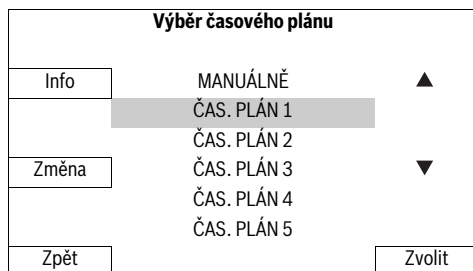 Výběr časového plánu
Info
MANUÁLNĚ
ČAS. PLÁN 1
ČAS. PLÁN 2
Změna
ČAS. PLÁN 3
ČAS. PLÁN 4
ČAS. PLÁN 5
Zpět
Zvolit